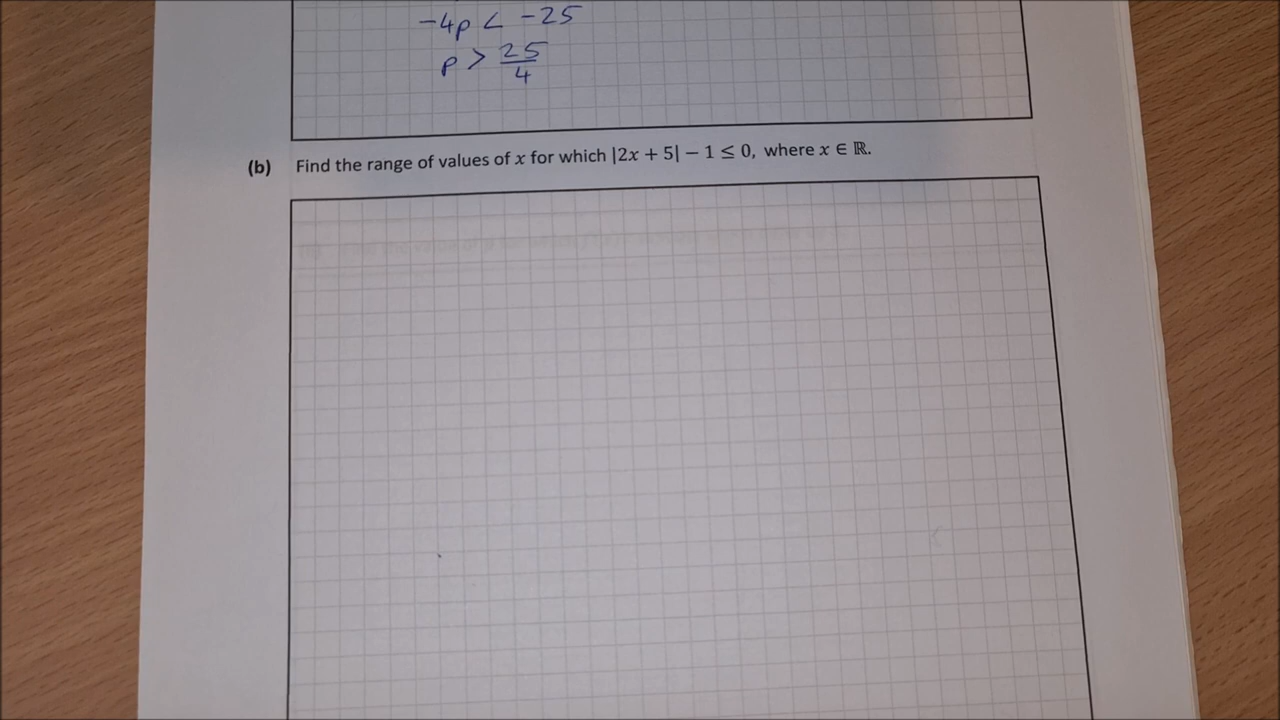 -4p < -25
p > 25/4
(b) Find the range of values of x for which |2x + 5| − 1 ≤ 0, where x ∈ ℝ.